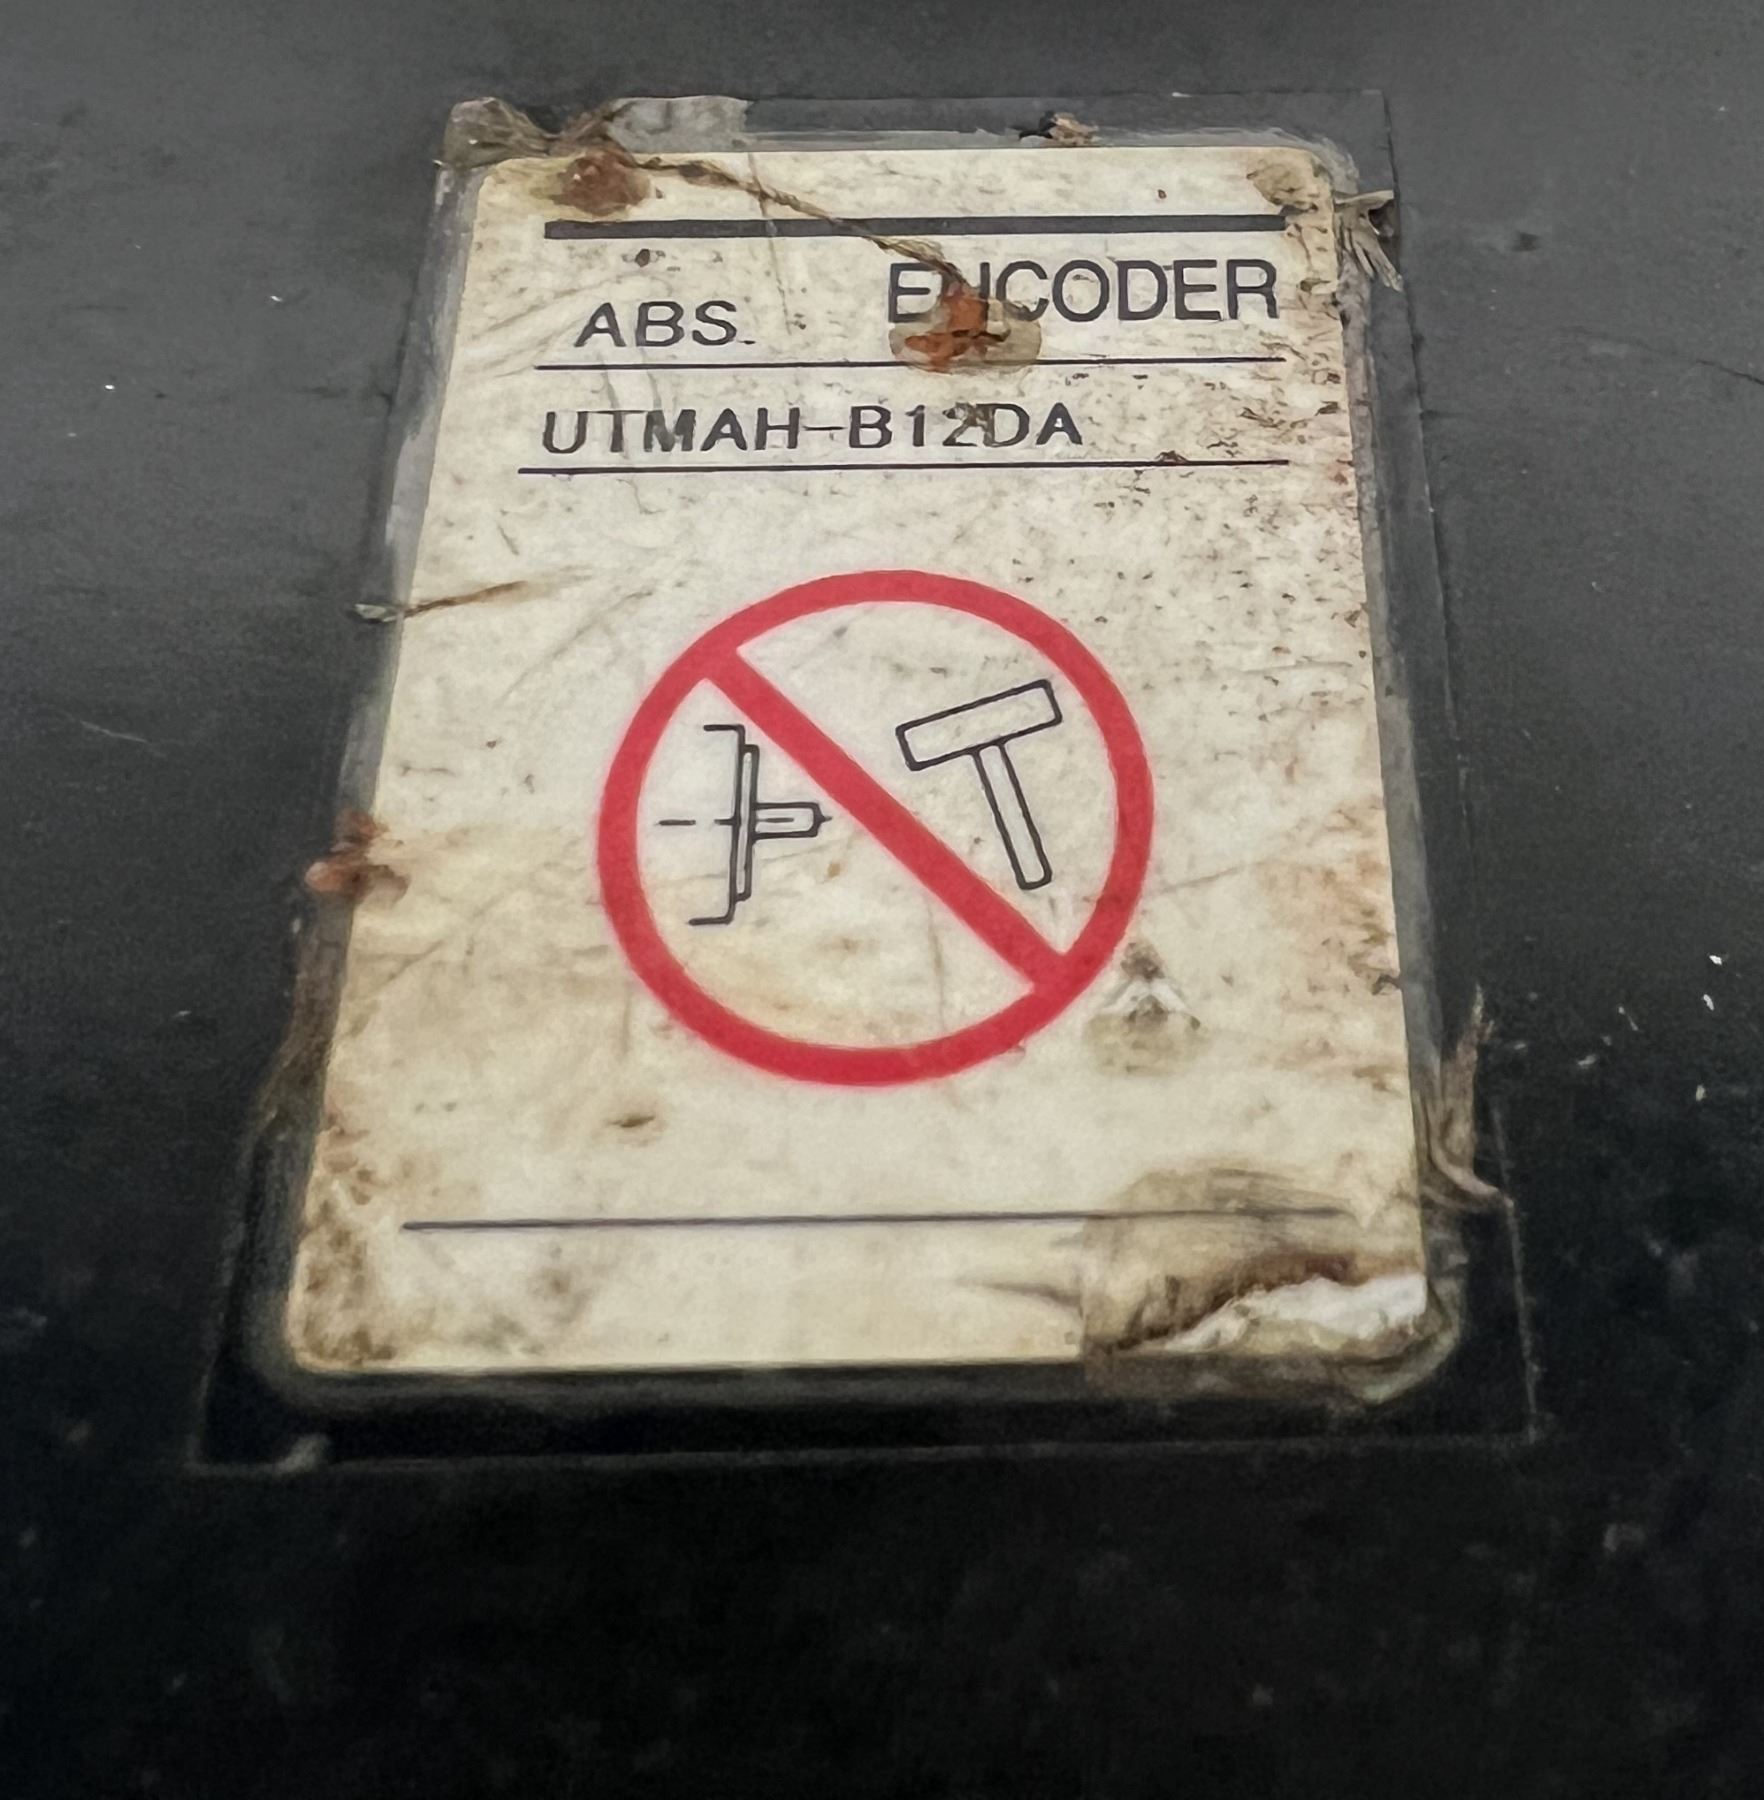 ABS. ENCODER
UTMAH-B12DA